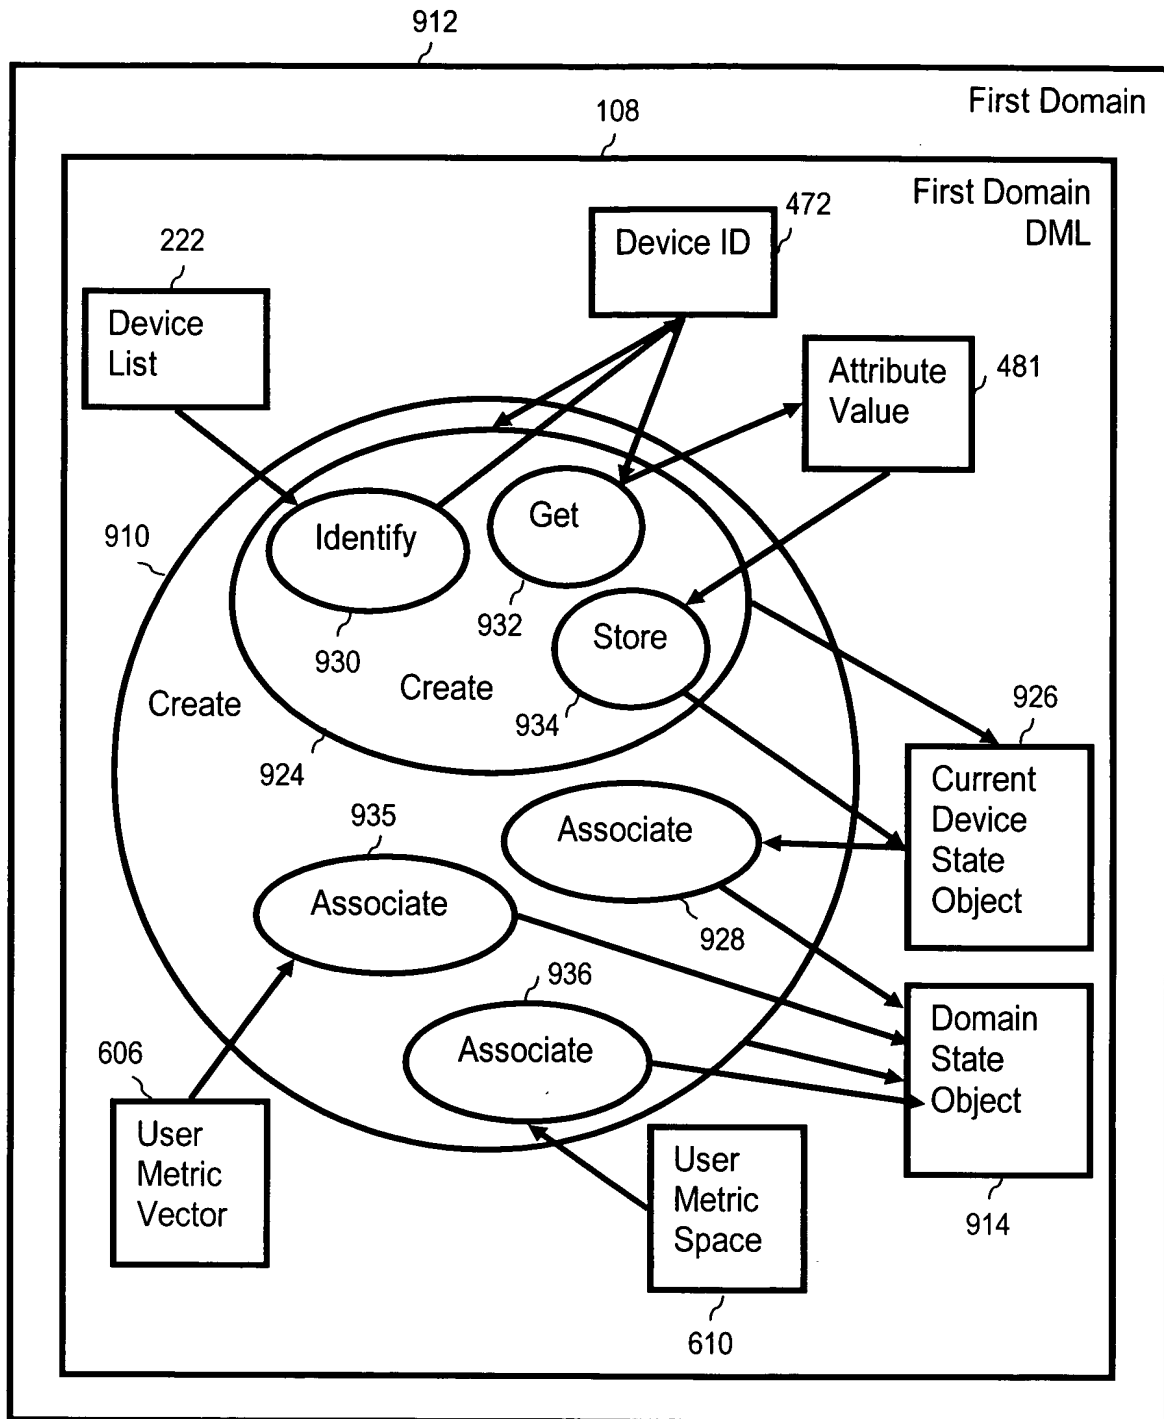 912
First Domain
108
First Domain
DML
472
Device ID
222
Device
List
Attribute
Value
481
910
Identify
Get
932
Store
930
Create
Create
934
924
926
Current
Device
State
Object
935
Associate
Associate
928
936
Associate
Domain
State
Object
606
User
Metric
Vector
User
Metric
Space
914
610